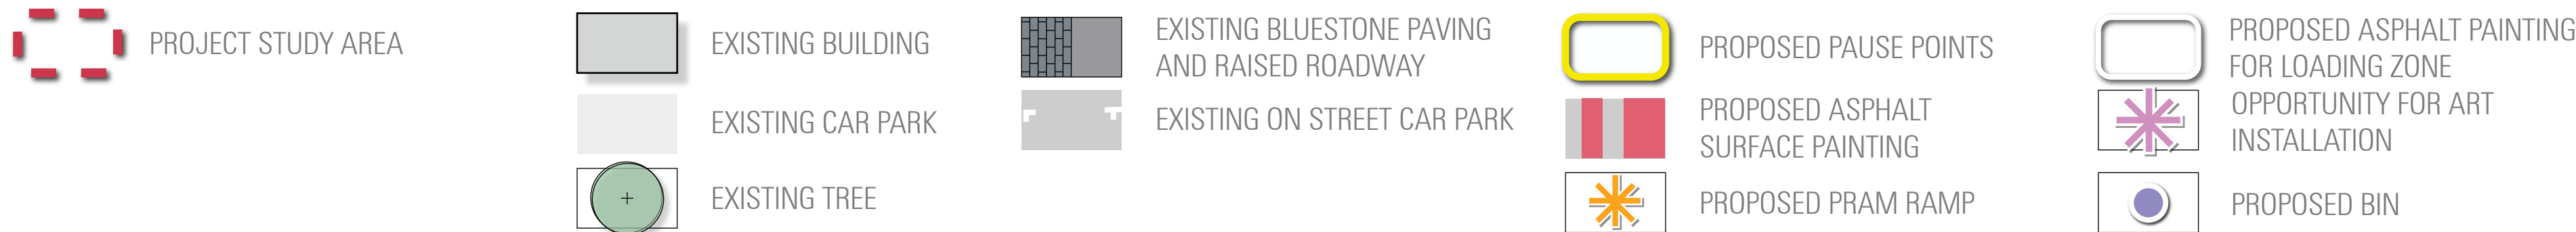 PROJECT STUDY AREA
EXISTING BUILDING
EXISTING CAR PARK
EXISTING TREE
EXISTING BLUESTONE PAVING
AND RAISED ROADWAY
EXISTING ON STREET CAR PARK
PROPOSED PAUSE POINTS
PROPOSED ASPHALT
SURFACE PAINTING
PROPOSED PRAM RAMP
PROPOSED ASPHALT PAINTING
FOR LOADING ZONE
OPPORTUNITY FOR ART
INSTALLATION
PROPOSED BIN